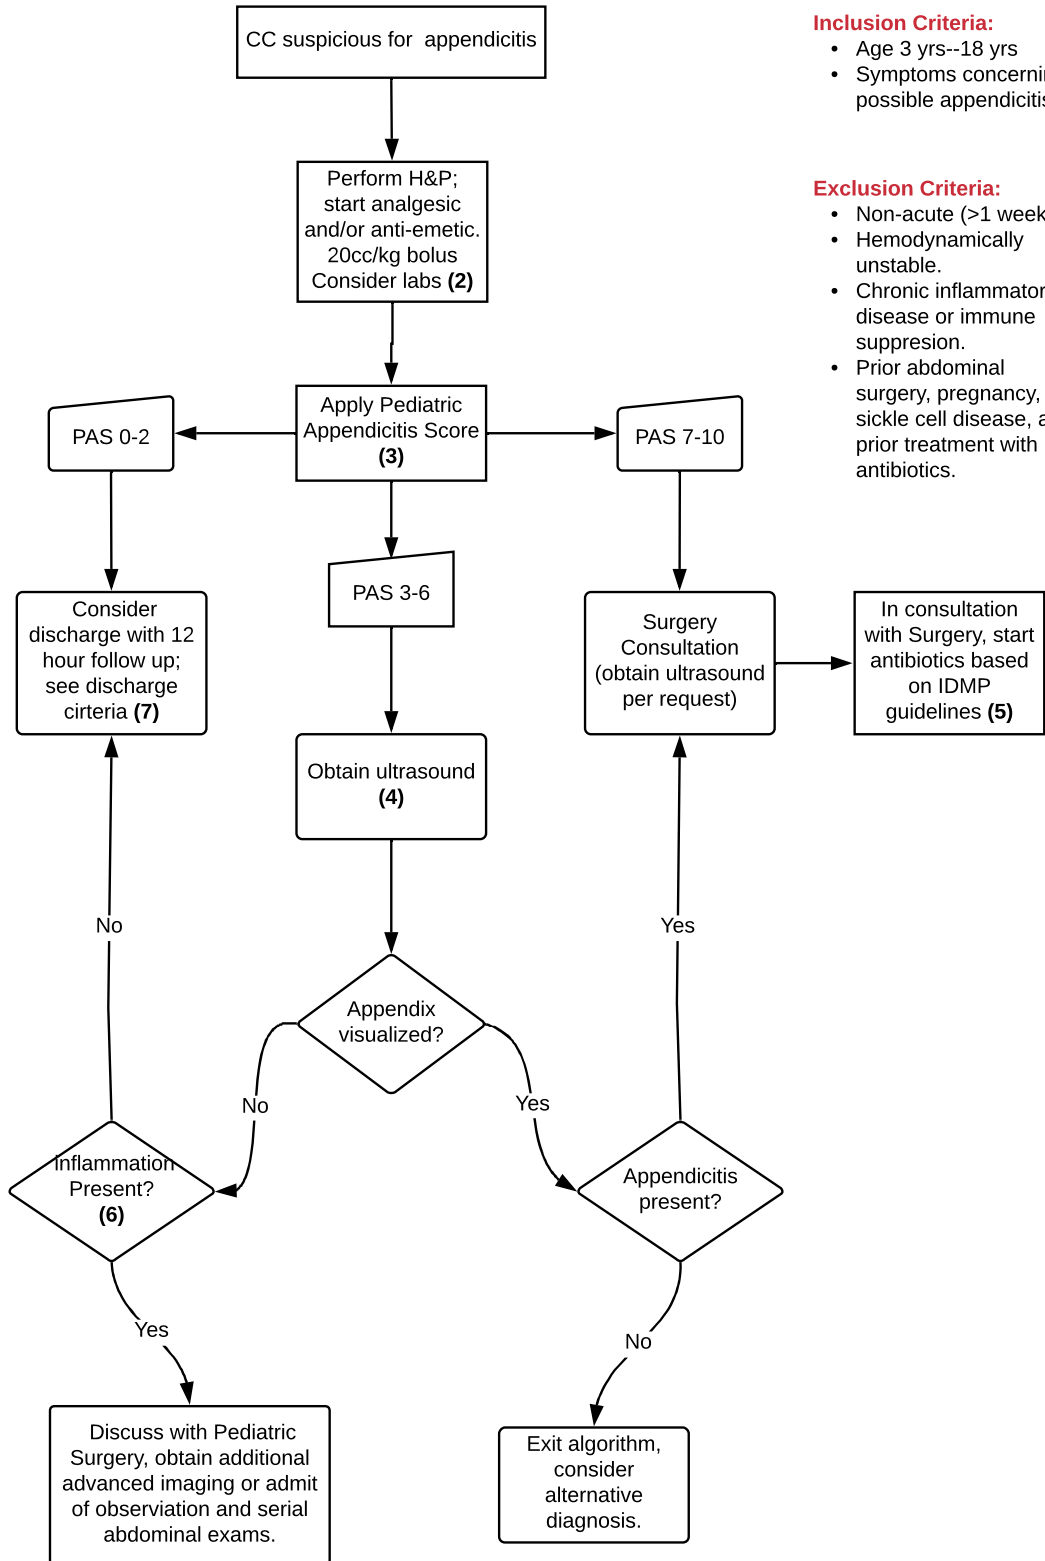 CC suspicious for appendicitis
Inclusion Criteria:
• Age 3 yrs--18 yrs
• Symptoms
possible
Perform H&P;
start analgesic
and/or anti-emetic.
20cc/kg bolus
Consider labs (2)
Exclusion Criteria:
• Non-acute (>1 week
• Hemodynamically
unstable.
• Chronic
disease or immune
suppresion.
• Prior abdominal
surgery, pregnancy,
sickle cell disease,
prior treatment with
antibiotics.
PAS 0-2
Apply Pediatric
Appendicitis Score
(3)
PAS 7-10
PAS 3-6
Consider
discharge with 12
hour follow up;
see discharge
cirteria (7)
Surgery
Consultation
(obtain ultrasound
per request)
In consultation
with Surgery, start
antibiotics based
on IDMP
guidelines (5)
Obtain ultrasound
(4)
No
Yes
Appendix
visualized?
No
Yes
inflammation
Present?
(6)
Appendicitis
present?
Yes
No
Discuss with Pediatric
Surgery, obtain additional
advanced imaging or admit
of observiation and serial
abdominal exams.
Exit algorithm,
consider
alternative
diagnosis.